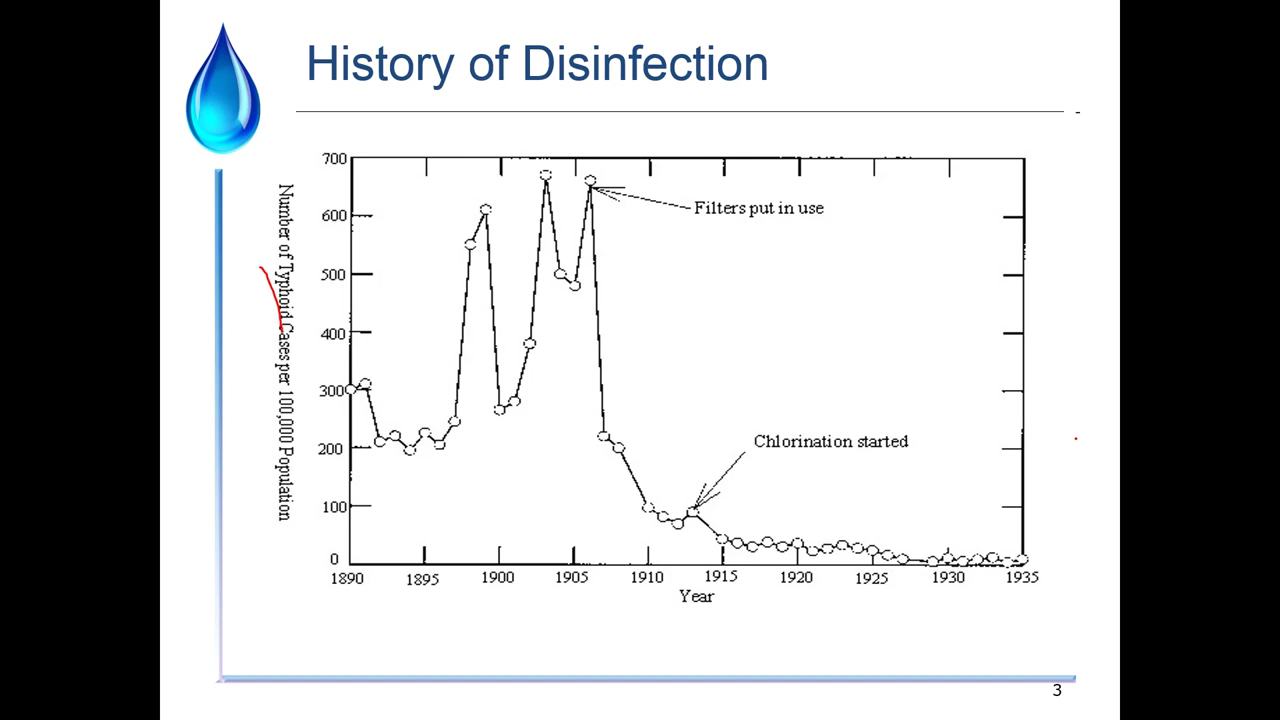 History of Disinfection
Number of Typhoid Cases per 100,000 Population
700
600
500
400
300
200
100
0
Filters put in use
Chlorination started
1890 1895 1900 1905 1910 1915 1920 1925 1930 1935
Year
3